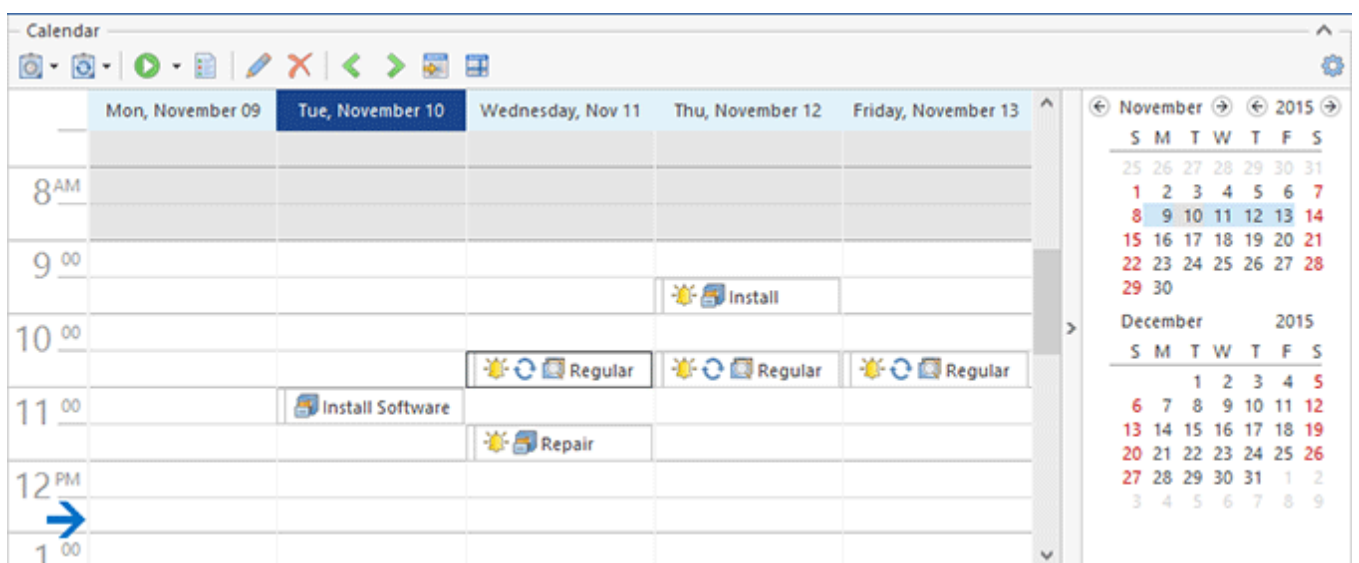 Calendar
Mon, November 09 Tue, November 10 Wednesday, Nov 11 Thu, November 12 Friday, November 13
8 AM
9 00
Install
10 00
Regular Regular Regular
11 00
Install Software
Repair
12 PM
1 00
November 2015
S M T W T F S
25 26 27 28 29 30 31
1 2 3 4 5 6 7
8 9 10 11 12 13 14
15 16 17 18 19 20 21
22 23 24 25 26 27 28
29 30
December 2015
S M T W T F S
1 2 3 4 5
6 7 8 9 10 11 12
13 14 15 16 17 18 19
20 21 22 23 24 25 26
27 28 29 30 31 1 2
3 4 5 6 7 8 9